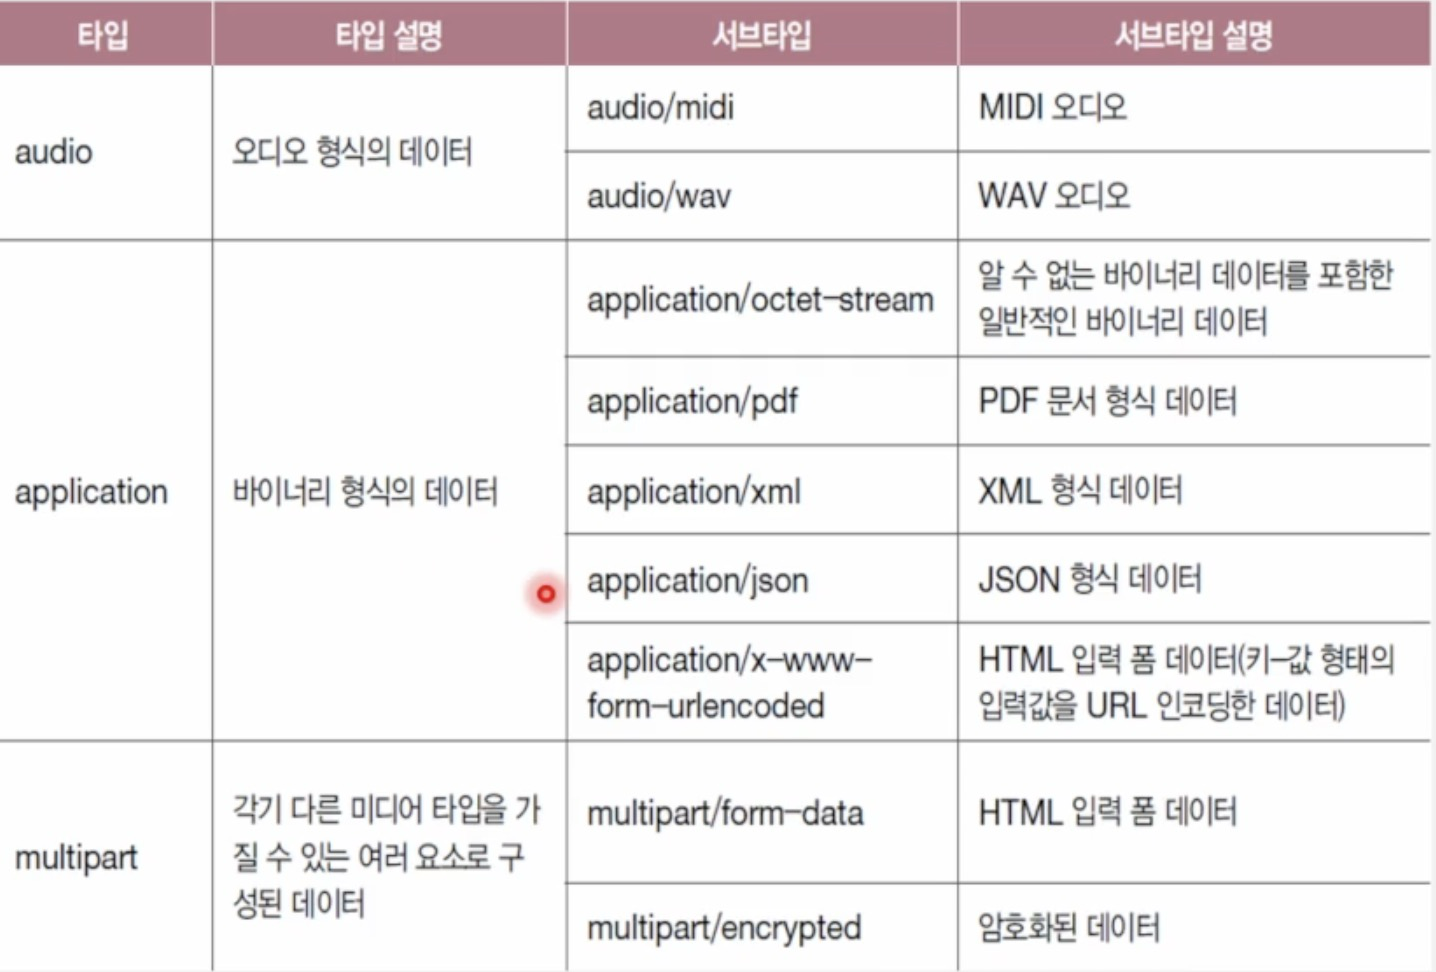 타입 타입 설명 서브타입 서브타입 설명
audio
오디오 형식의 데이터
audio/midi
MIDI 오디오
audio/wav
WAV 오디오
application
바이너리 형식의 데이터
application/octet-stream
알 수 없는 바이너리 데이터를 포함한
일반적인 바이너리 데이터
application/pdf
PDF 문서 형식 데이터
application/xml
XML 형식 데이터
application/json
JSON 형식 데이터
application/x-www-
form-urlencoded
HTML 입력 폼 데이터(키-값 형태의
입력값을 URL 인코딩한 데이터)
multipart
각기 다른 미디어 타입을 가
질 수 있는 여러 요소로 구
성된 데이터
multipart/form-data
HTML 입력 폼 데이터
multipart/encrypted
암호화된 데이터